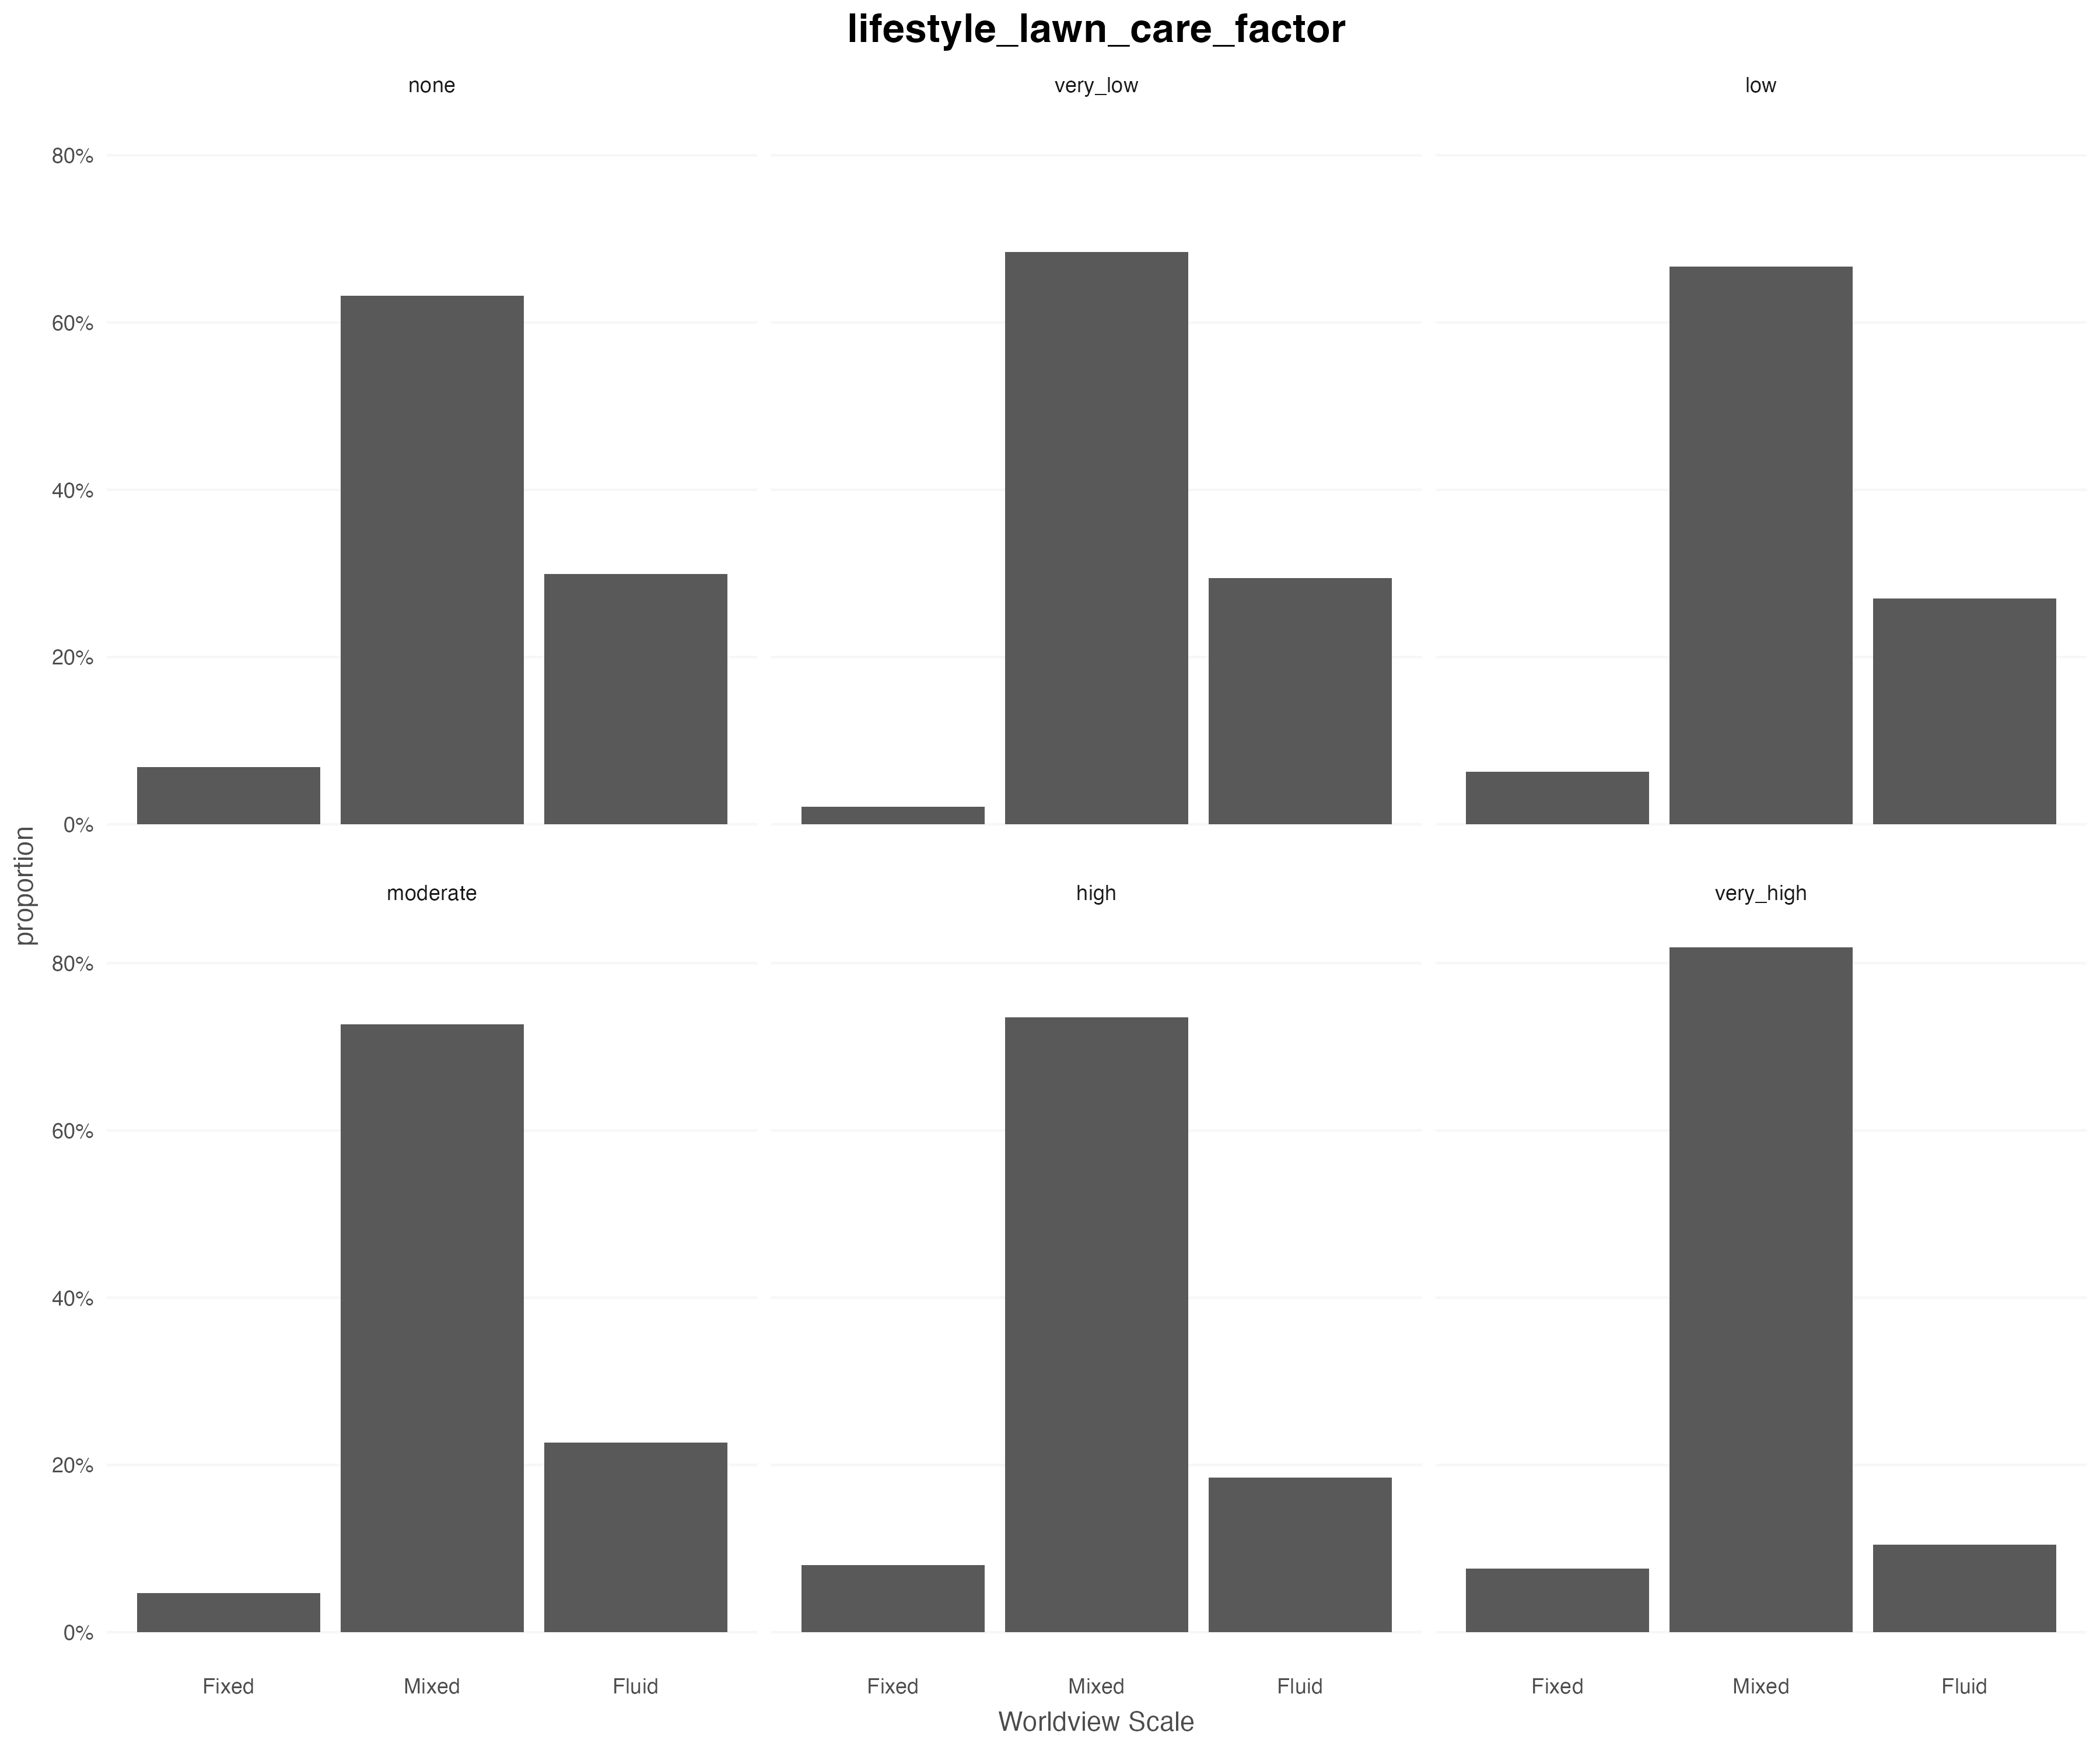 lifestyle_lawn_care_factor
none very_low low
80%
60%
40%
20%
0%
proportion
moderate high very_high
80%
60%
40%
20%
0%
Fixed Mixed Fluid Fixed Mixed Fluid Fixed Mixed Fluid
Worldview Scale